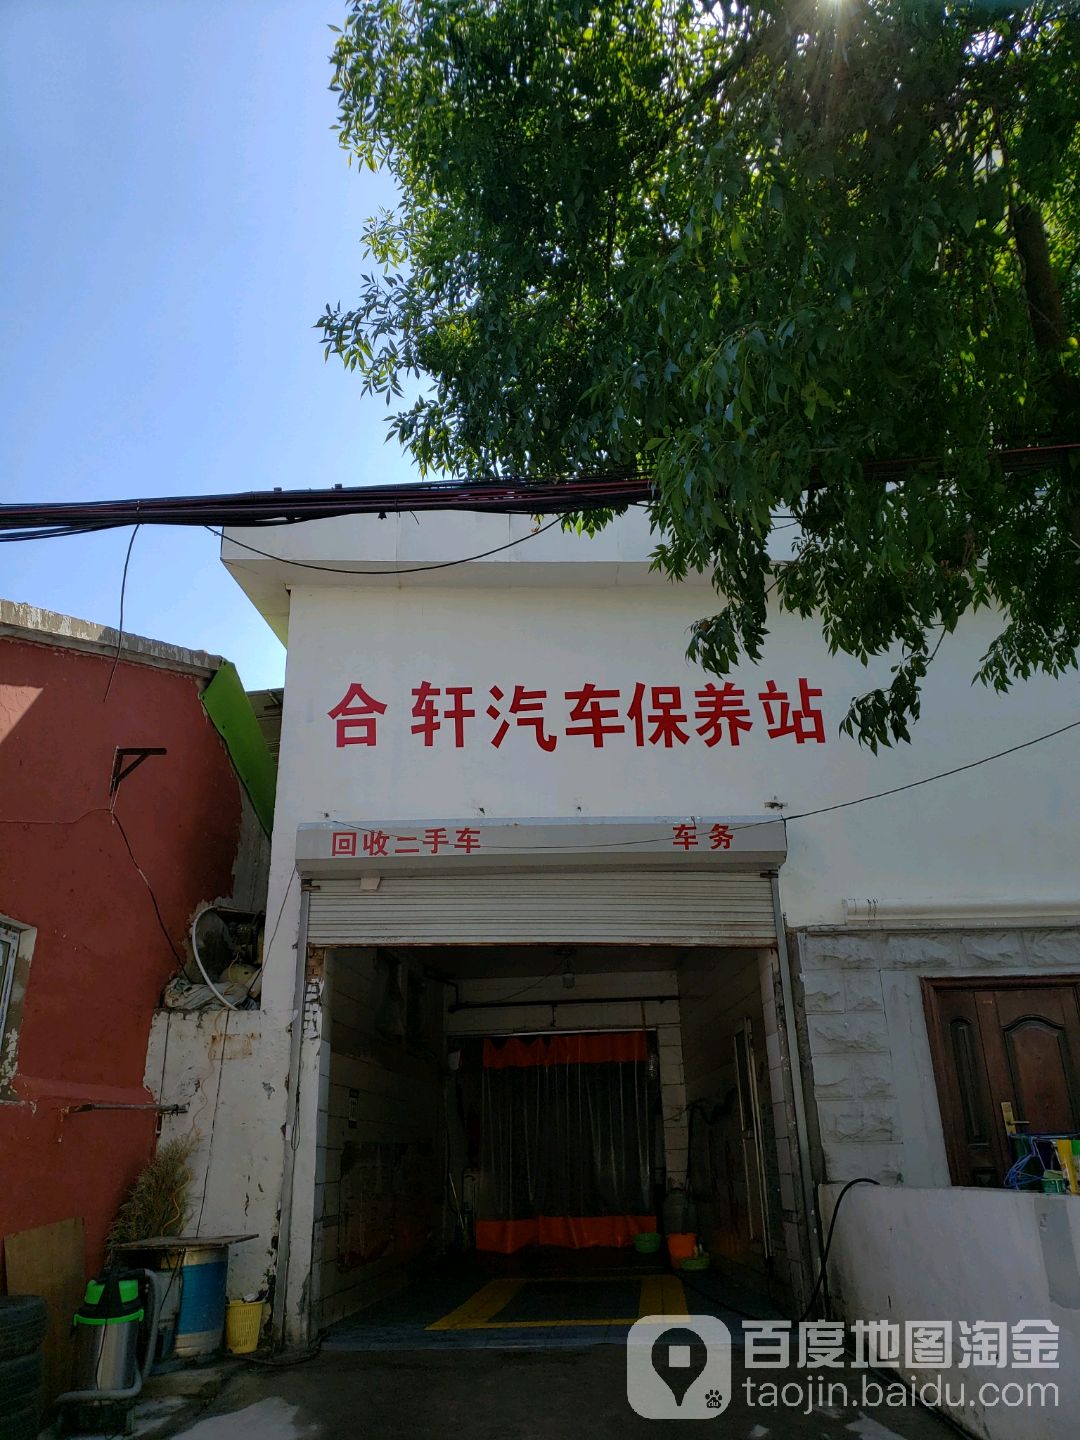 合轩汽车保养站
回收二手车 车务
百度地图淘金
taojin.baidu.com